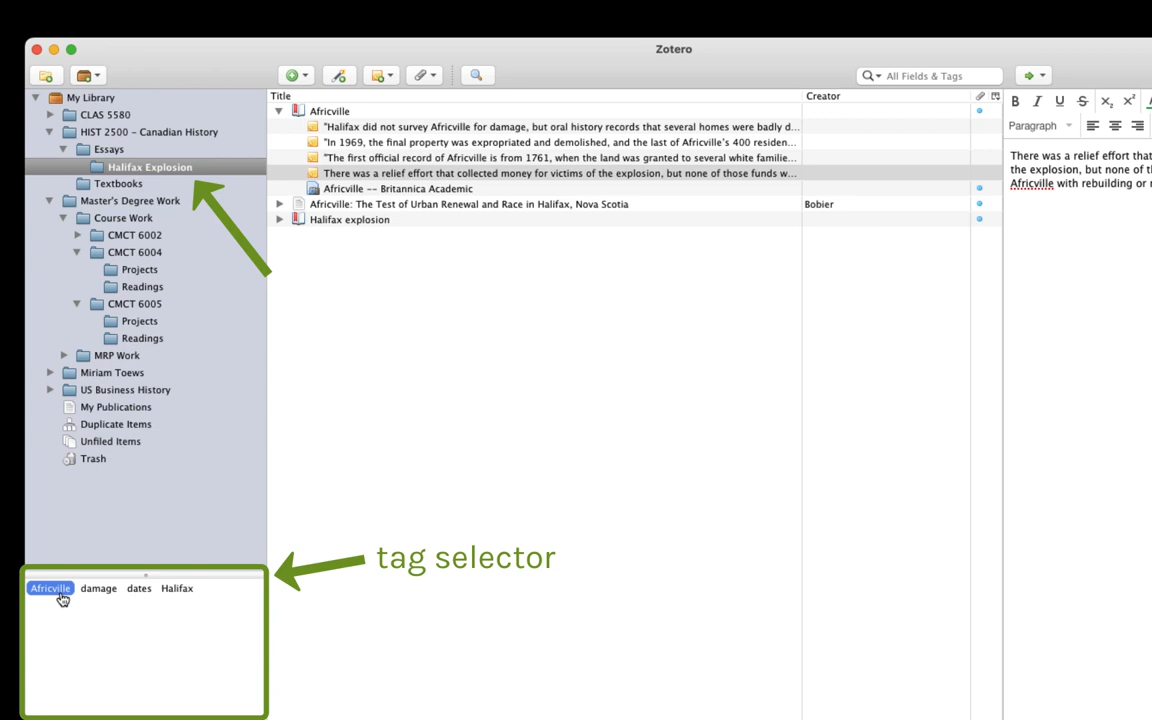 Zotero
All Fields & Tags
My Library
CLAS 5580
HIST 2500 - Canadian History
Essays
Halifax Explosion
Textbooks
Master's Degree Work
Course Work
CMCT 6002
CMCT 6004
Projects
Readings
CMCT 6005
Projects
Readings
MRP Work
Miriam Toews
US Business History
My Publications
Duplicate Items
Unfiled Items
Trash
Africville damage dates Halifax
tag selector
Title Creator
Africville
"Halifax did not survey Africville for damage, but oral history records that several homes were badly d...
"In 1969, the final property was expropriated and demolished, and the last of Africville's 400 residen...
"The first official record of Africville is from 1761, when the land was granted to several white familie...
There was a relief effort that collected money for victims of the explosion, but none of those funds w...
Africville -- Britannica Academic
Africville: The Test of Urban Renewal and Race in Halifax, Nova Scotia Bobier
Halifax explosion
B I U S X₂ X² A
Paragraph
There was a relief effort that
the explosion, but none of th
Africville with rebuilding or